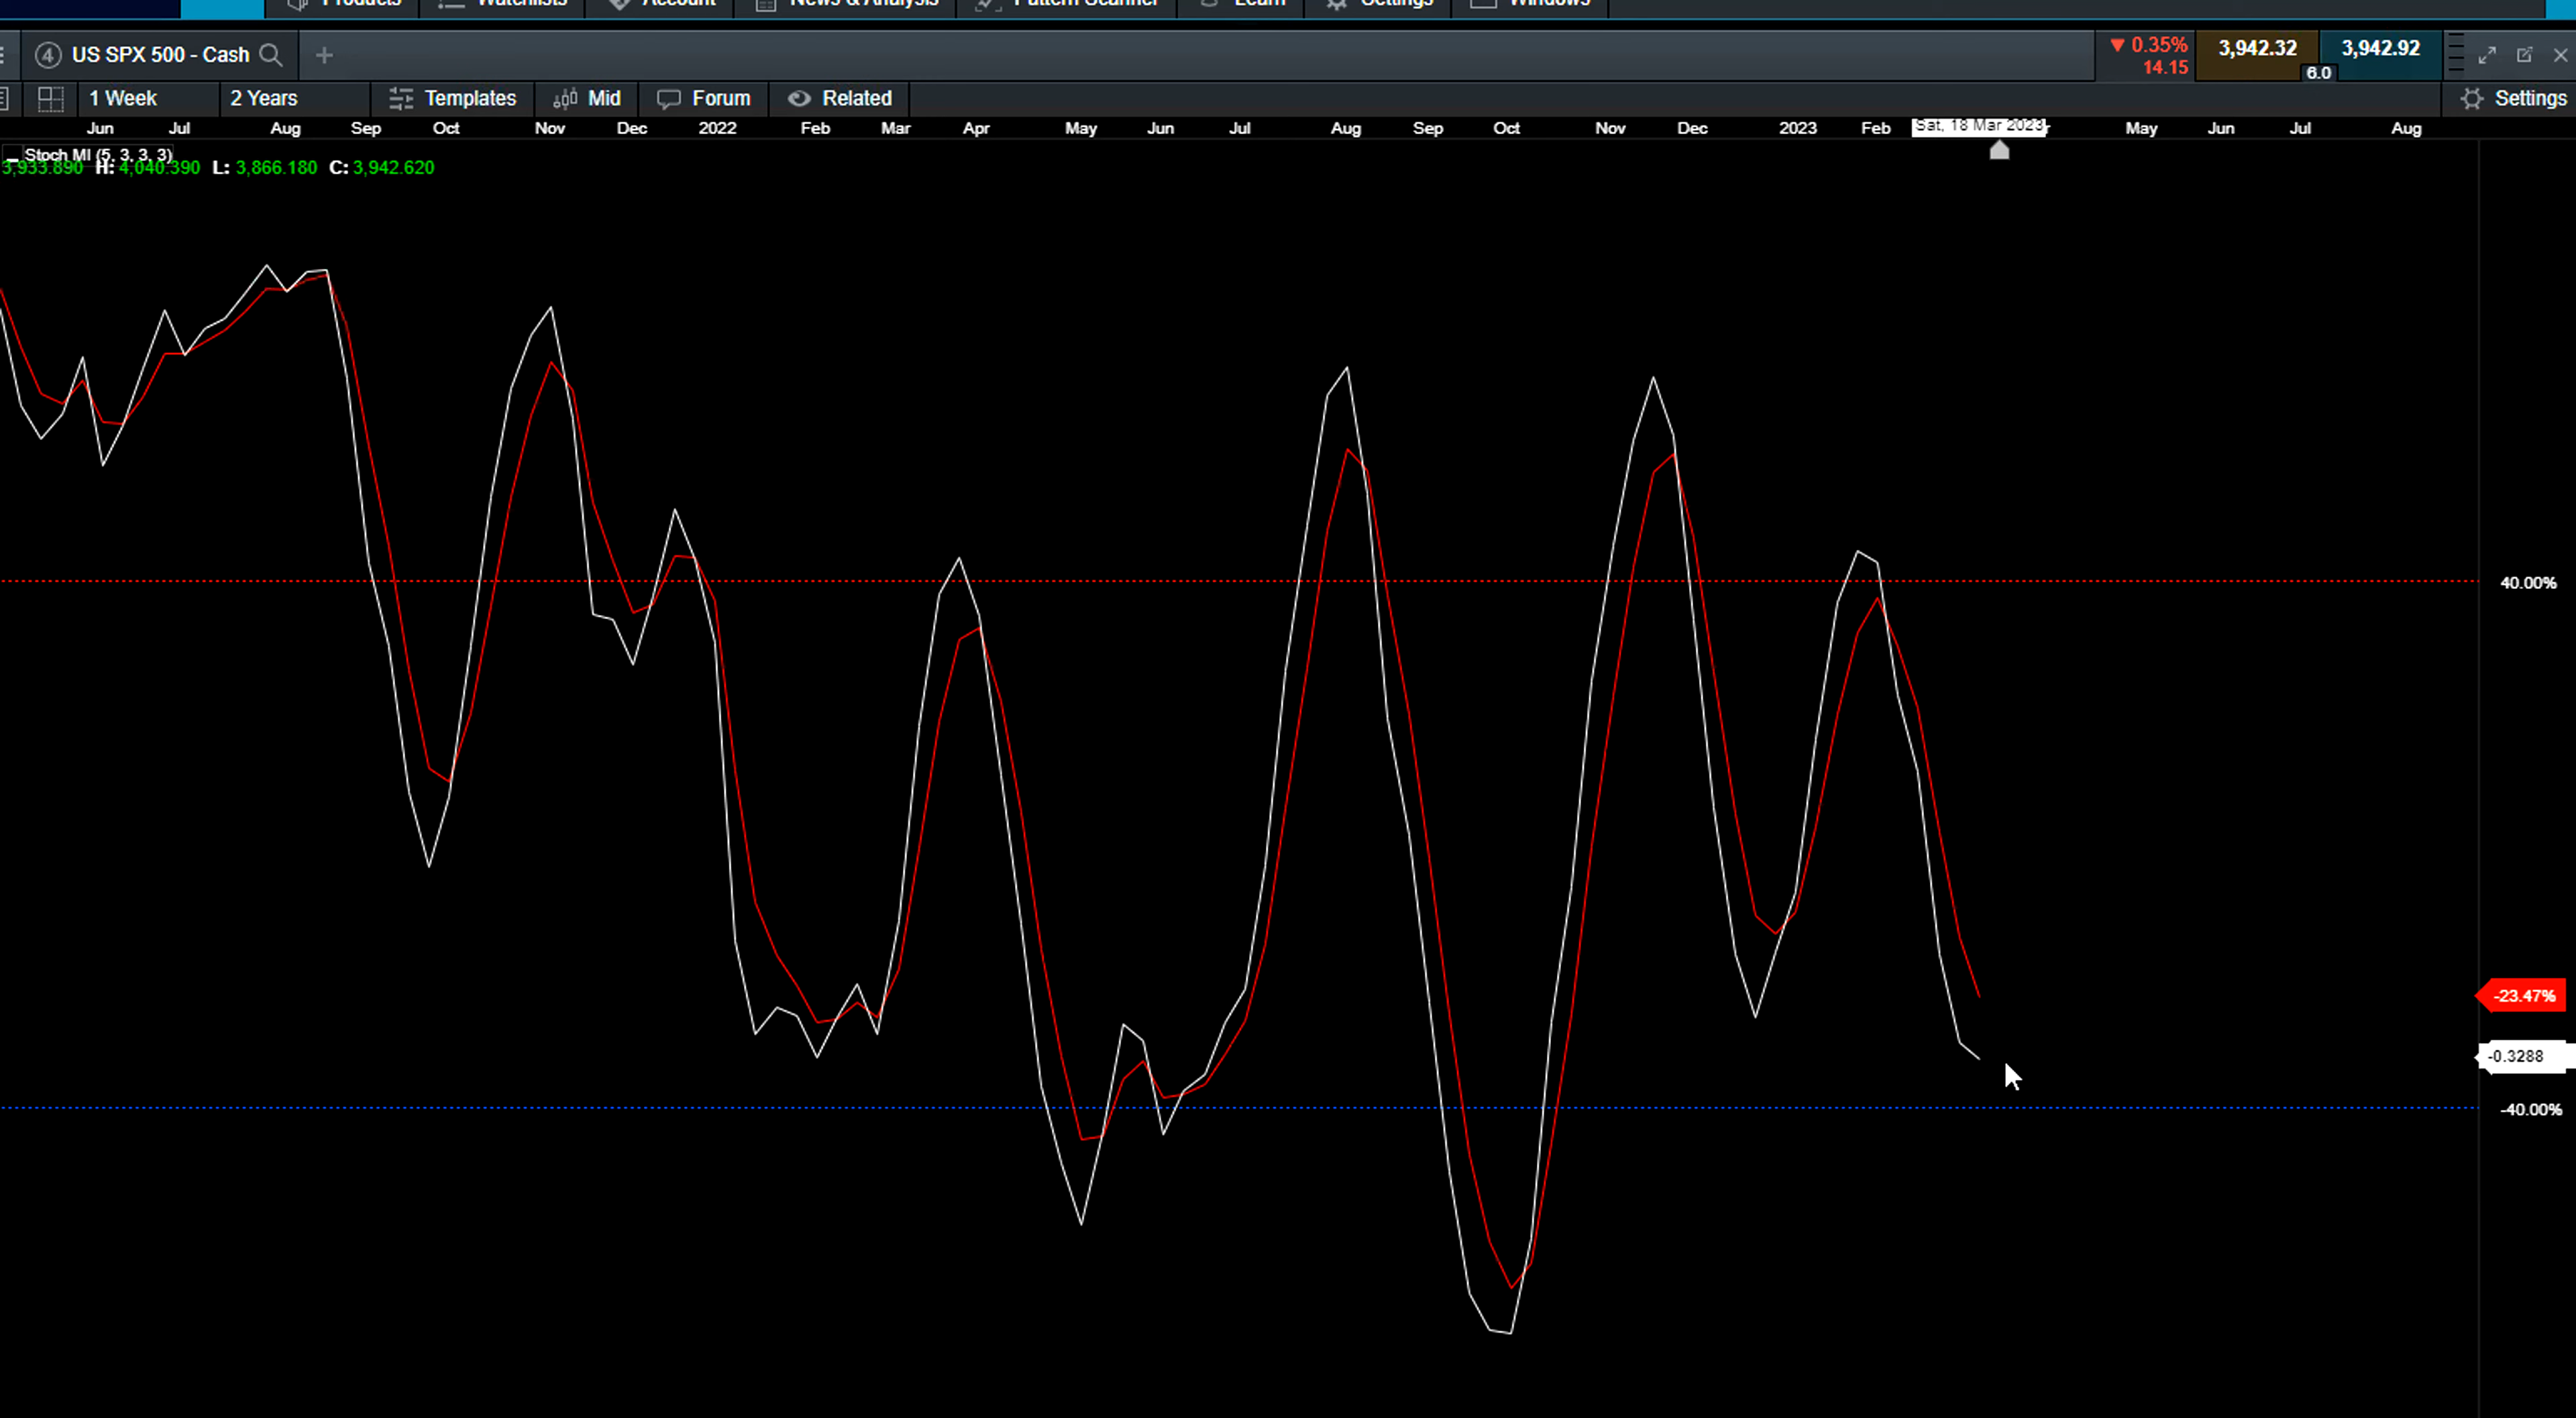 Products Watchlists Account News & Analysis Pattern Scanner Learn Settings Windows
4 US SPX 500 - Cash + ▼ 0.35% 14.15 3,942.32 6.0 3,942.92
1 Week 2 Years Templates Mid Forum Related Settings
Jun Jul Aug Sep Oct Nov Dec 2022 Feb Mar Apr May Jun Jul Aug Sep Oct Nov Dec 2023 Feb Sat, 18 Mar 2023 May Jun Jul Aug
Stoch MI (5, 3, 3, 3)
3,933.890 H: 4,040.390 L: 3,866.180 C: 3,942.620
40.00%
-23.47%
-0.3288
-40.00%